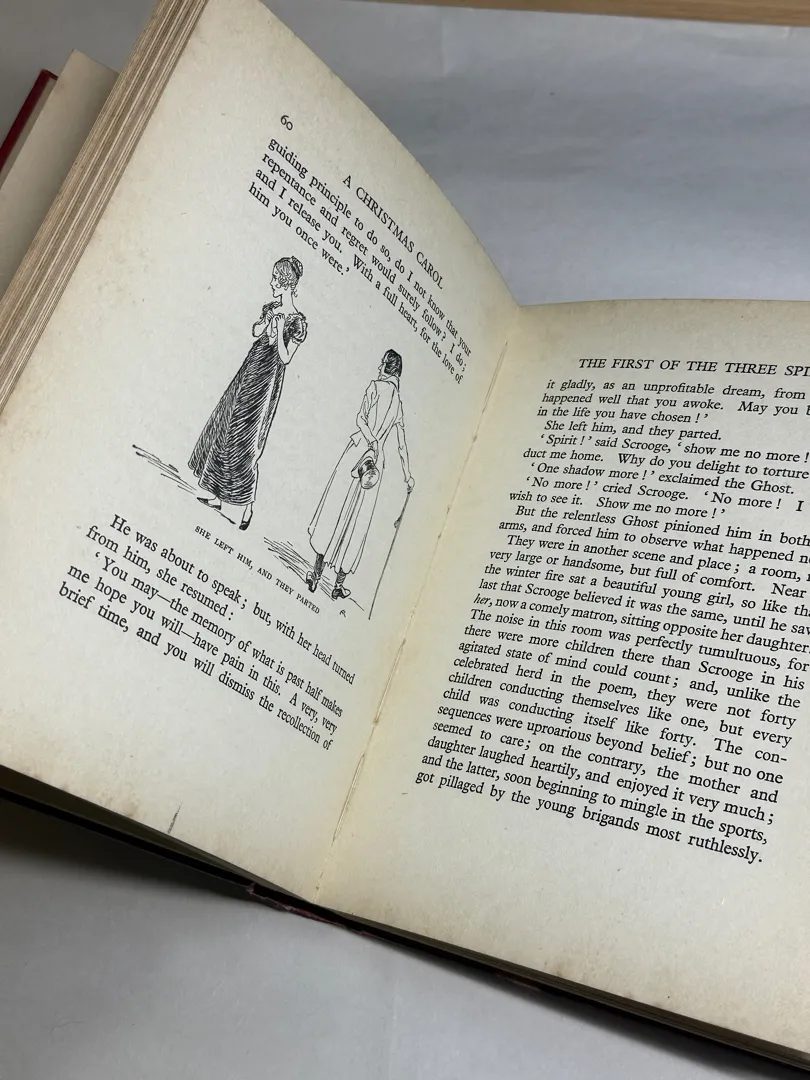 60
A CHRISTMAS CAROL
guiding principle to do so, do I not know that your
repentance and regret would surely follow? I do;
and I release you. With a full heart, for the love of
him you once were.'
SHE LEFT HIM, AND THEY PARTED
He was about to speak; but, with her head turned
from him, she resumed:
'You may—the memory of what is past half makes
me hope you will—have pain in this. A very, very
brief time, and you will dismiss the recollection of
THE FIRST OF THE THREE
it gladly, as an unprofitable dream, from
happened well that you awoke. May you
in the life you have chosen!'
She left him, and they parted.
'Spirit!' said Scrooge, 'show me no more!
duct me home. Why do you delight to torture
'One shadow more!' exclaimed the Ghost.
'No more!' cried Scrooge. 'No more! I
wish to see it. Show me no more!'
But the relentless Ghost pinioned him in both
arms, and forced him to observe what happened
They were in another scene and place; a room,
very large or handsome, but full of comfort. Near
the winter fire sat a beautiful young girl, so like
last that Scrooge believed it was the same, until he
her, now a comely matron, sitting opposite her daughter.
The noise in this room was perfectly tumultuous, for
there were more children there than Scrooge in his
agitated state of mind could count; and, unlike the
celebrated herd in the poem, they were not forty
children conducting themselves like one, but every
child was conducting itself like forty. The con-
sequences were uproarious beyond belief; but no one
seemed to care; on the contrary, the mother and
daughter laughed heartily, and enjoyed it very much;
and the latter, soon beginning to mingle in the sports,
got pillaged by the young brigands most ruthlessly.